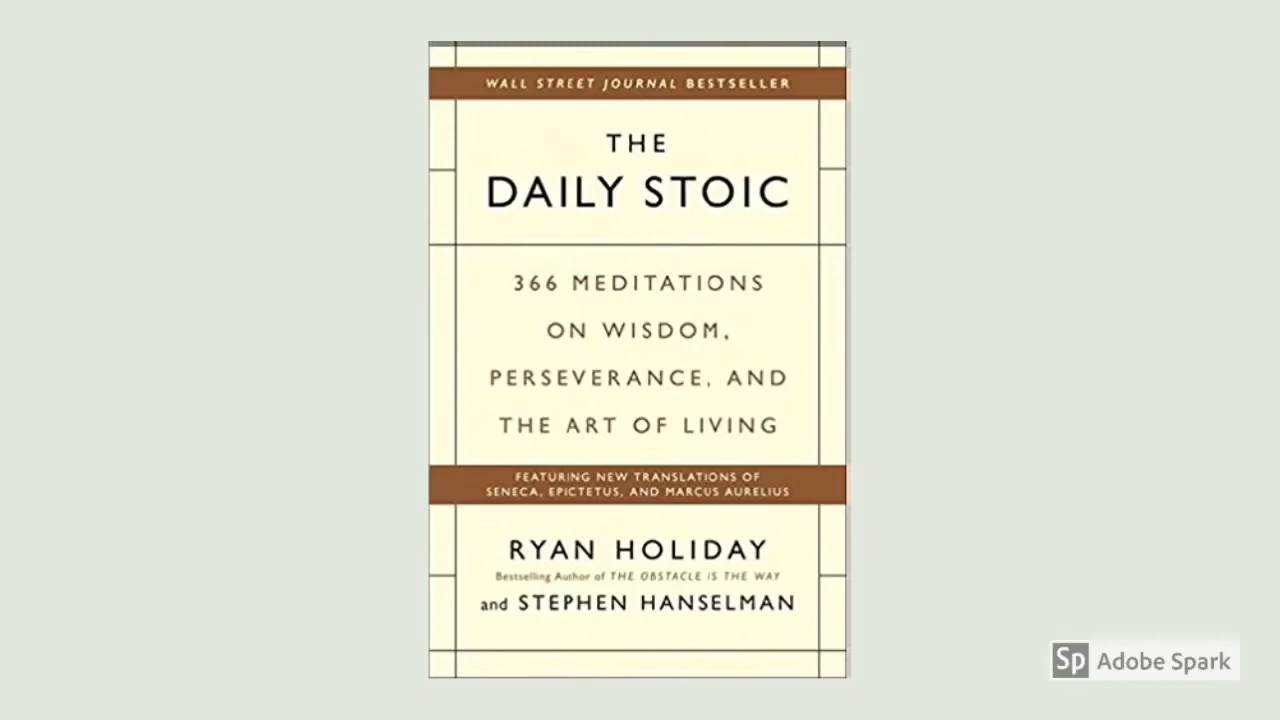 WALL STREET JOURNAL BESTSELLER
THE
DAILY STOIC
366 MEDITATIONS
ON WISDOM,
PERSEVERANCE, AND
THE ART OF LIVING
FEATURING NEW TRANSLATIONS OF
SENECA, EPICTETUS, AND MARCUS AURELIUS
RYAN HOLIDAY
Bestselling Author of THE OBSTACLE IS THE WAY
and STEPHEN HANSELMAN
Sp Adobe Spark